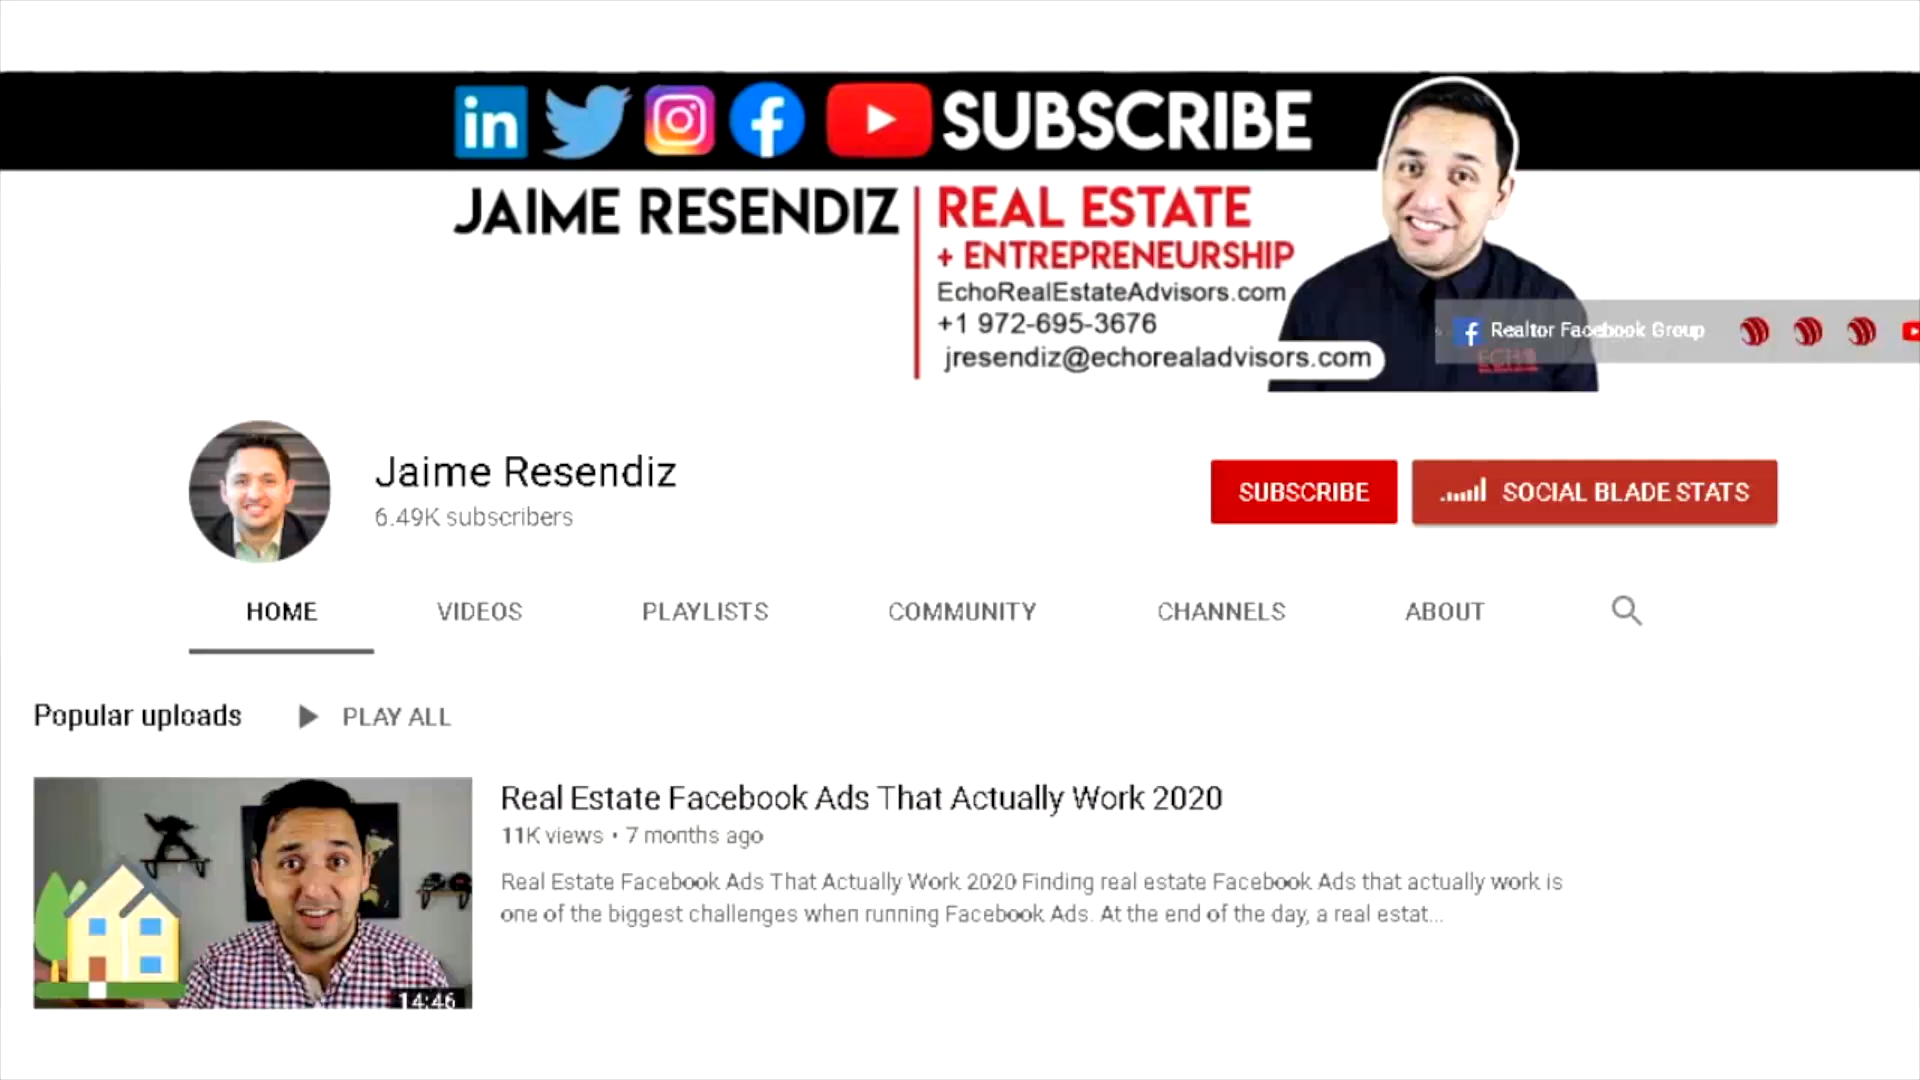 in
SUBSCRIBE
JAIME RESENDIZ
REAL ESTATE
+ ENTREPRENEURSHIP
EchoRealEstateAdvisors.com
+1 972-695-3676
jresendiz@echorealadvisors.com
Realtor Facebook Group
ECHO
Jaime Resendiz
6.49K subscribers
SUBSCRIBE
SOCIAL BLADE STATS
HOME VIDEOS PLAYLISTS COMMUNITY CHANNELS ABOUT
Popular uploads PLAY ALL
Real Estate Facebook Ads That Actually Work 2020
11K views • 7 months ago
Real Estate Facebook Ads That Actually Work 2020 Finding real estate Facebook Ads that actually work is
one of the biggest challenges when running Facebook Ads. At the end of the day, a real estat...
14:46